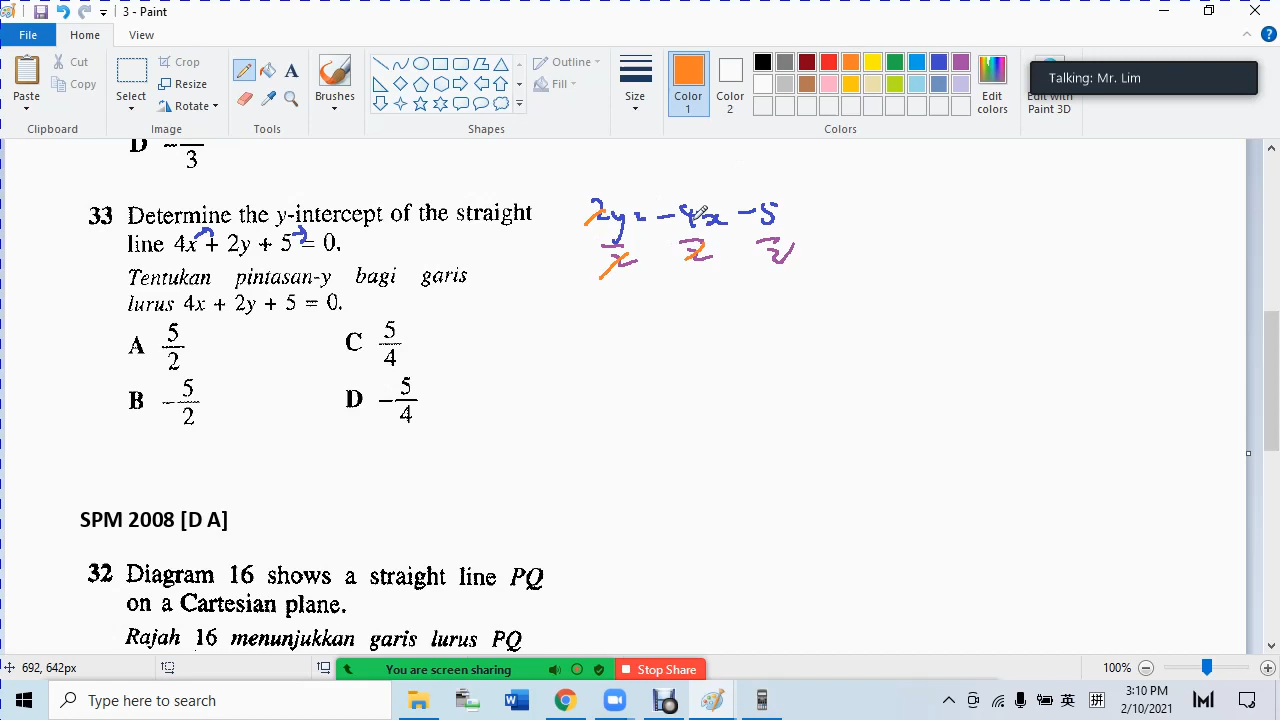 3 - Paint
File Home View
Paste Cut Copy Clipboard
Select Crop Resize Rotate Image
Tools
Brushes
Shapes Outline Fill
Size
Color 1 Color 2 Edit colors Edit with Paint 3D Colors
Talking: Mr. Lim
D − 3
33 Determine the y-intercept of the straight
line 4x + 2y + 5 = 0.
Tentukan pintasan-y bagi garis
lurus 4x + 2y + 5 = 0.
A 5/2 C 5/4
B −5/2 D −5/4
2y = −4x −5
2 2 2
SPM 2008 [D A]
32 Diagram 16 shows a straight line PQ
on a Cartesian plane.
Rajah 16 menunjukkan garis lurus PQ
692, 642px 100%
You are screen sharing Stop Share
Type here to search
英 拼 3:10 PM
2/10/2021